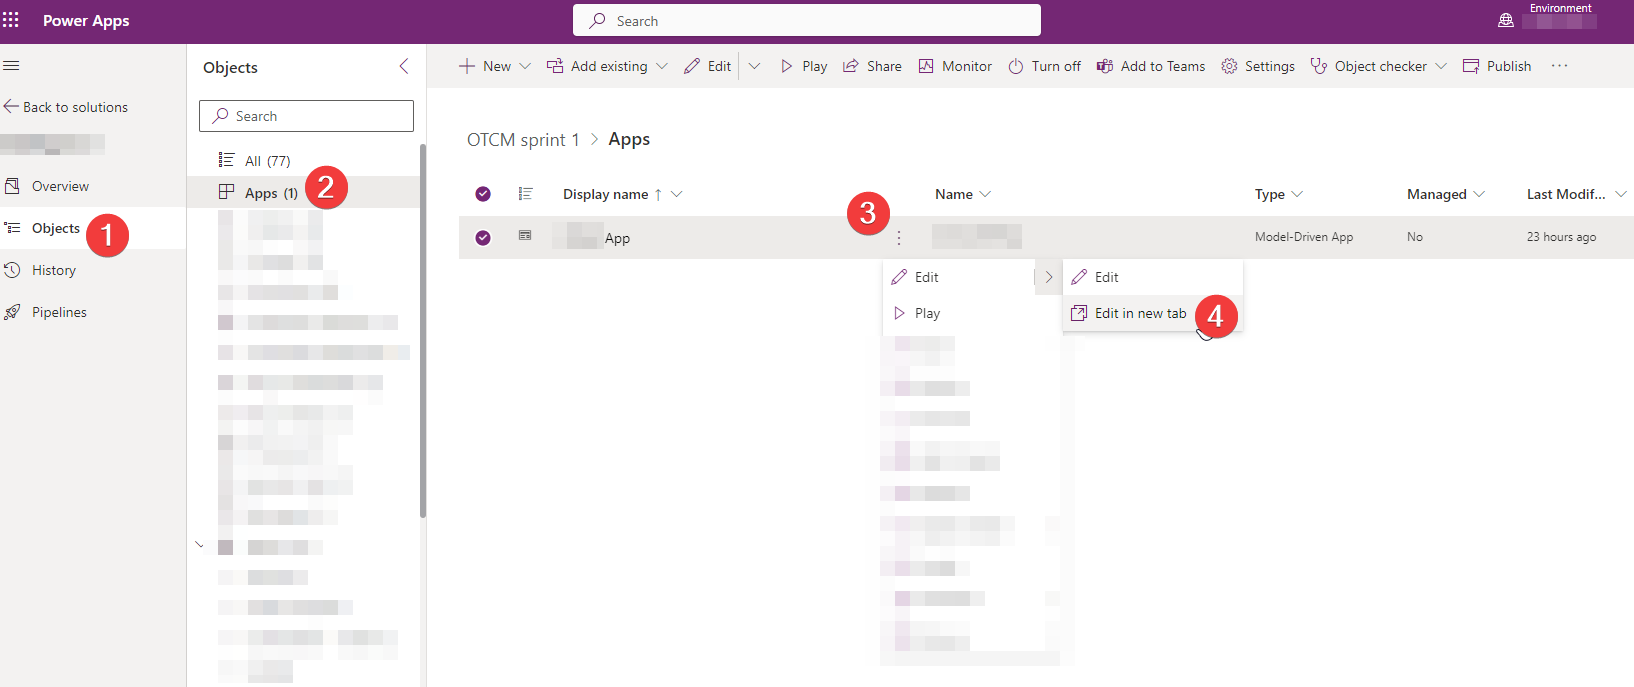 Power Apps
Search
Environment
Back to solutions
Overview
Objects
1
History
Pipelines
Objects
Search
All (77)
Apps (1)
2
New
Add existing
Edit
Play
Share
Monitor
Turn off
Add to Teams
Settings
Object checker
Publish
OTCM sprint 1 > Apps
Display name ↑
Name
Type
Managed
Last Modif...
3
App
Model-Driven App
No
23 hours ago
Edit
Play
Edit
Edit in new tab
4